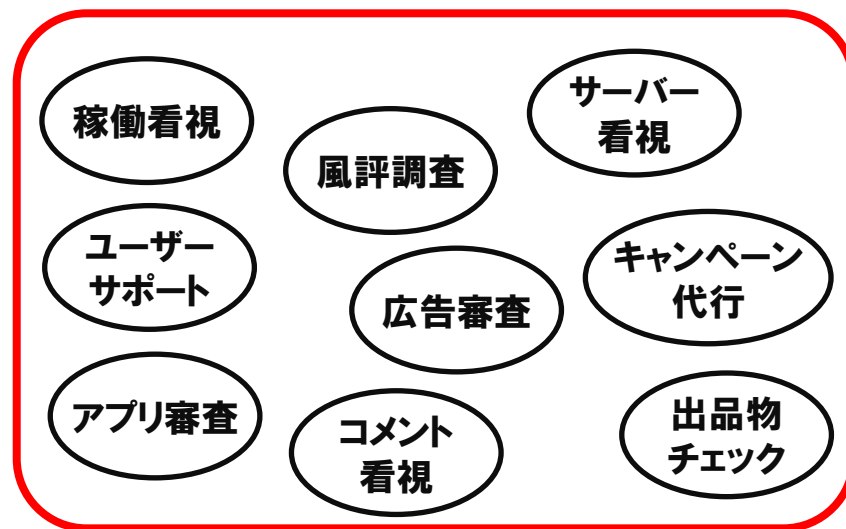 稼働看視
風評調査
サーバー
看視
ユーザー
サポート
広告審査
キャンペーン
代行
アプリ審査
コメント
看視
出品物
チェック